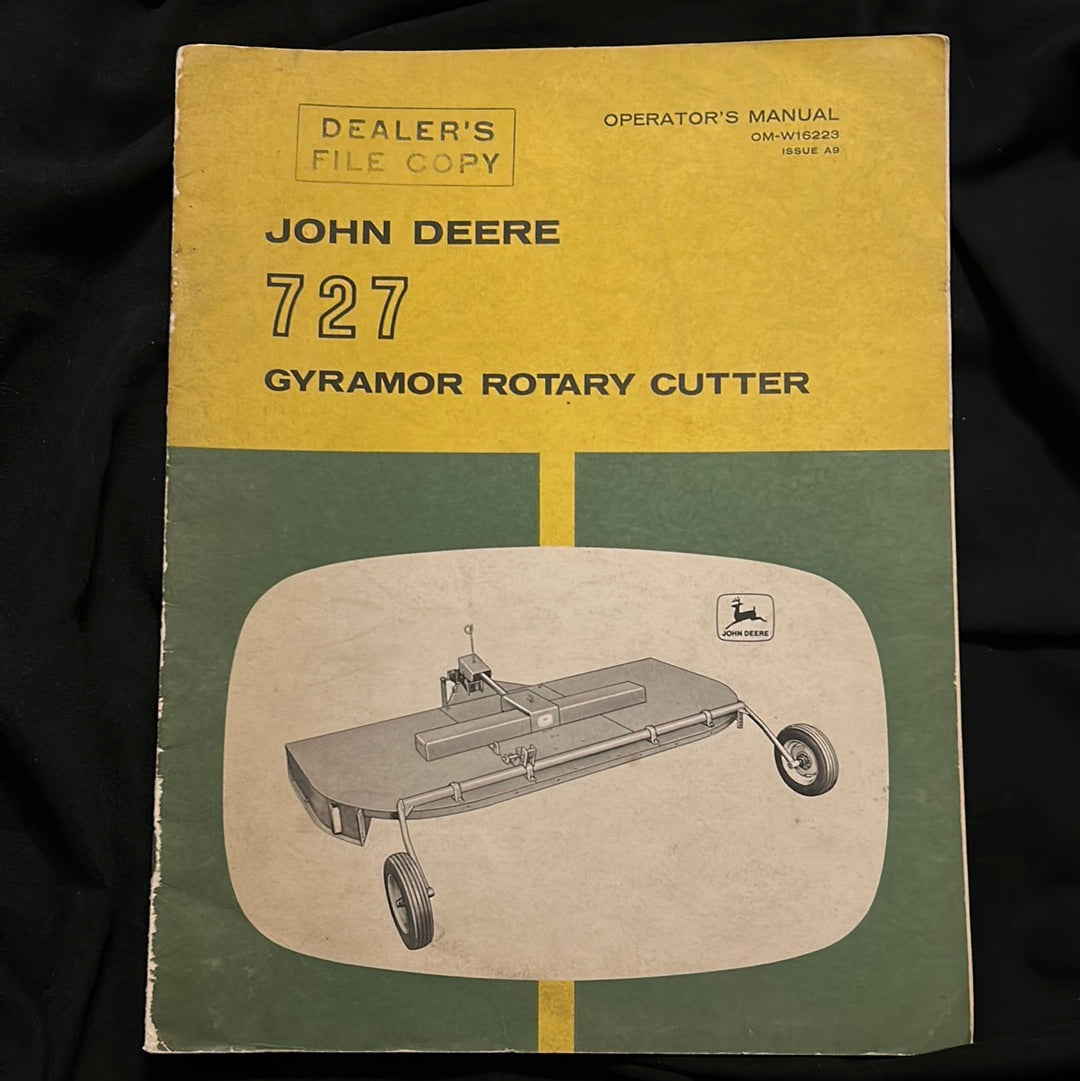 DEALER'S
FILE COPY
OPERATOR'S MANUAL
OM-W16223
ISSUE A9
JOHN DEERE
727
GYRAMOR ROTARY CUTTER
JOHN DEERE